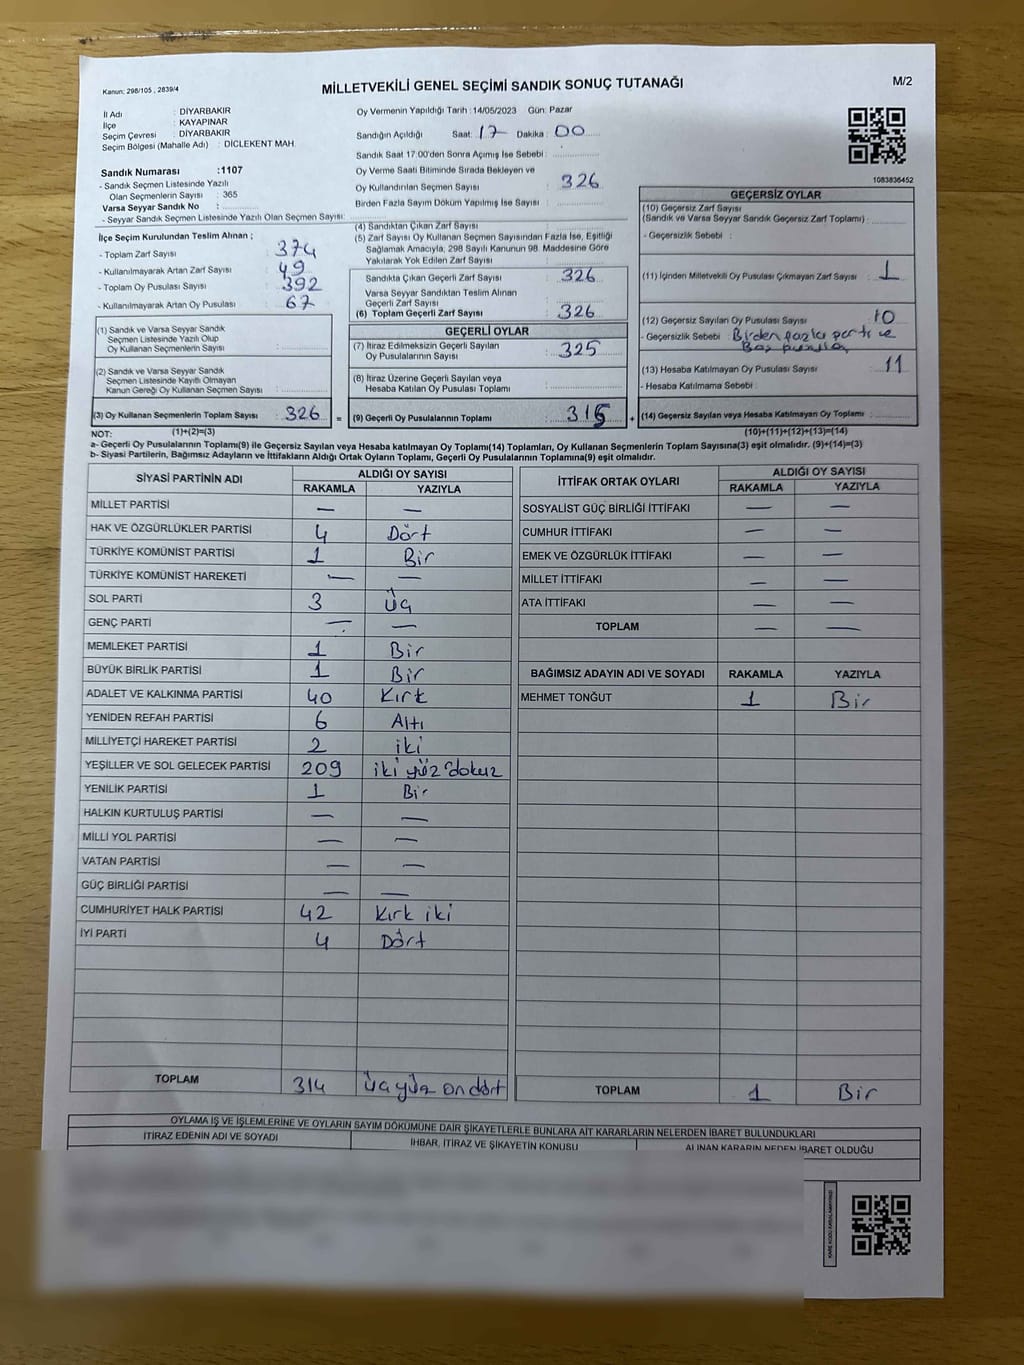 Kanun: 298/105 , 2839/4
MİLLETVEKİLİ GENEL SEÇİMİ SANDIK SONUÇ TUTANAĞI
M/2
İl Adı : DİYARBAKIR
İlçe : KAYAPINAR
Seçim Çevresi : DİYARBAKIR
Seçim Bölgesi (Mahalle Adı) : DİCLEKENT MAH.
Sandık Numarası :1107
- Sandık Seçmen Listesinde Yazılı
Olan Seçmenlerin Sayısı : 365
Varsa Seyyar Sandık No :
- Seyyar Sandık Seçmen Listesinde Yazılı Olan Seçmen Sayısı:
İlçe Seçim Kurulundan Teslim Alınan ;
- Toplam Zarf Sayısı : 374
- Kullanılmayarak Artan Zarf Sayısı : 49
- Toplam Oy Pusulası Sayısı : 392
- Kullanılmayarak Artan Oy Pusulası : 67
(1) Sandık ve Varsa Seyyar Sandık
Seçmen Listesinde Yazılı Olup
Oy Kullanan Seçmenlerin Sayısı :
(2) Sandık ve Varsa Seyyar Sandık
Seçmen Listesinde Kayıtlı Olmayan
Kanun Gereği Oy Kullanan Seçmen Sayısı :
(3) Oy Kullanan Seçmenlerin Toplam Sayısı : 326 =
(1)+(2)=(3)
Oy Vermenin Yapıldığı Tarih : 14/05/2023 Gün: Pazar
Sandığın Açıldığı Saat: 17 Dakika : 00
Sandık Saat 17:00'den Sonra Açımış İse Sebebi :
Oy Verme Saati Bitiminde Sırada Bekleyen ve
Oy Kullandırılan Seçmen Sayısı : 326
Birden Fazla Sayım Döküm Yapılmış İse Sayısı :
(4) Sandıktan Çıkan Zarf Sayısı :
(5) Zarf Sayısı Oy Kullanan Seçmen Sayısından Fazla İse, Eşitliği
Sağlamak Amacıyla, 298 Sayılı Kanunun 98. Maddesine Göre
Yakılarak Yok Edilen Zarf Sayısı :
Sandıkta Çıkan Geçerli Zarf Sayısı : 326
Varsa Seyyar Sandıktan Teslim Alınan
Geçerli Zarf Sayısı :
(6) Toplam Geçerli Zarf Sayısı : 326
GEÇERLİ OYLAR
(7) İtiraz Edilmeksizin Geçerli Sayılan
Oy Pusulalarının Sayısı : 325
(8) İtiraz Üzerine Geçerli Sayılan veya
Hesaba Katılan Oy Pusulası Toplamı :
(9) Geçerli Oy Pusulalarının Toplamı : 315 +
1083836452
GEÇERSİZ OYLAR
(10) Geçersiz Zarf Sayısı
(Sandık ve Varsa Seyyar Sandık Geçersiz Zarf Toplamı) :
- Geçersizlik Sebebi :
(11) İçinden Milletvekili Oy Pusulası Çıkmayan Zarf Sayısı : 1
(12) Geçersiz Sayılan Oy Pusulası Sayısı : 10
- Geçersizlik Sebebi : Birden fazla parti ve
Boş pusula
(13) Hesaba Katılmayan Oy Pusulası Sayısı : 11
- Hesaba Katılmama Sebebi :
(14) Geçersiz Sayılan veya Hesaba Katılmayan Oy Toplamı :
(10)+(11)+(12)+(13)=(14)
NOT:
a- Geçerli Oy Pusulalarının Toplamı(9) ile Geçersiz Sayılan veya Hesaba katılmayan Oy Toplamı(14) Toplamları, Oy Kullanan Seçmenlerin Toplam Sayısına(3) eşit olmalıdır. (9)+(14)=(3)
b- Siyasi Partilerin, Bağımsız Adayların ve İttifakların Aldığı Ortak Oyların Toplamı, Geçerli Oy Pusulalarının Toplamına(9) eşit olmalıdır.
SİYASİ PARTİNİN ADI ALDIĞI OY SAYISI
RAKAMLA YAZIYLA
MİLLET PARTİSİ — —
HAK VE ÖZGÜRLÜKLER PARTİSİ 4 Dört
TÜRKİYE KOMÜNİST PARTİSİ 1 Bir
TÜRKİYE KOMÜNİST HAREKETİ — —
SOL PARTİ 3 Üç
GENÇ PARTİ — —
MEMLEKET PARTİSİ 1 Bir
BÜYÜK BİRLİK PARTİSİ 1 Bir
ADALET VE KALKINMA PARTİSİ 40 Kırk
YENİDEN REFAH PARTİSİ 6 Altı
MİLLİYETÇİ HAREKET PARTİSİ 2 iki
YEŞİLLER VE SOL GELECEK PARTİSİ 209 iki yüz dokuz
YENİLİK PARTİSİ 1 Bir
HALKIN KURTULUŞ PARTİSİ — —
MİLLİ YOL PARTİSİ — —
VATAN PARTİSİ — —
GÜÇ BİRLİĞİ PARTİSİ — —
CUMHURİYET HALK PARTİSİ 42 Kırk iki
İYİ PARTİ 4 Dört
TOPLAM 314 Üç yüz on dört
İTTİFAK ORTAK OYLARI ALDIĞI OY SAYISI
RAKAMLA YAZIYLA
SOSYALİST GÜÇ BİRLİĞİ İTTİFAKI — —
CUMHUR İTTİFAKI — —
EMEK VE ÖZGÜRLÜK İTTİFAKI — —
MİLLET İTTİFAKI — —
ATA İTTİFAKI — —
TOPLAM — —
BAĞIMSIZ ADAYIN ADI VE SOYADI RAKAMLA YAZIYLA
MEHMET TONĞUT 1 Bir
TOPLAM 1 Bir
OYLAMA İŞ VE İŞLEMLERİNE VE OYLARIN SAYIM DÖKÜMÜNE DAİR ŞİKAYETLERLE BUNLARA AİT KARARLARIN NELERDEN İBARET BULUNDUKLARI
İTİRAZ EDENİN ADI VE SOYADI İHBAR, İTİRAZ VE ŞİKAYETİN KONUSU ALINAN KARARIN NEDEN İBARET OLDUĞU